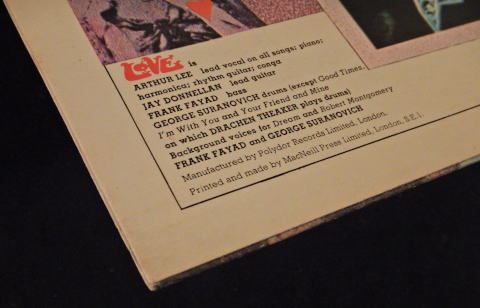 LOVE is
ARTHUR LEE lead vocal on all songs; piano;
harmonica; rhythm guitar; conga
JAY DONNELLAN lead guitar
FRANK FAYAD bass
GEORGE SURANOVICH drums (except Good Times,
I'm With You and Your Friend and Mine
on which DRACHEN THEAKER plays drums)
Background voices for Dream and Robert Montgomery
FRANK FAYAD and GEORGE SURANOVICH
Manufactured by Polydor Records Limited, London.
Printed and made by MacNeill Press Limited, London, S.E.1.